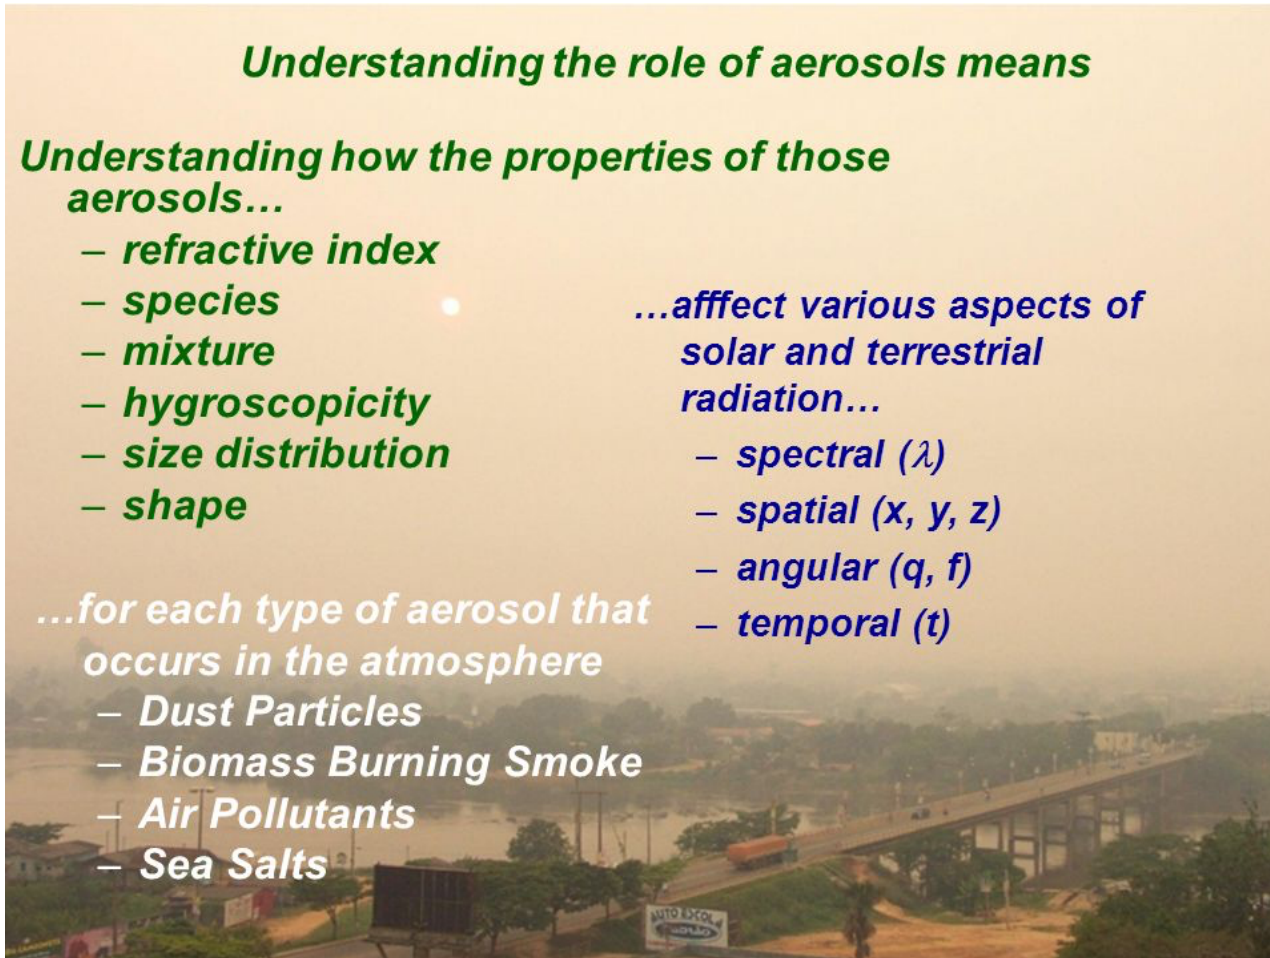 Understanding the role of aerosols means
Understanding how the properties of those
aerosols…
– refractive index
– species
– mixture
– hygroscopicity
– size distribution
– shape
…afffect various aspects of
solar and terrestrial
radiation…
– spectral (λ)
– spatial (x, y, z)
– angular (q, f)
– temporal (t)
…for each type of aerosol that
occurs in the atmosphere
– Dust Particles
– Biomass Burning Smoke
– Air Pollutants
– Sea Salts
AUTO ESCOLA